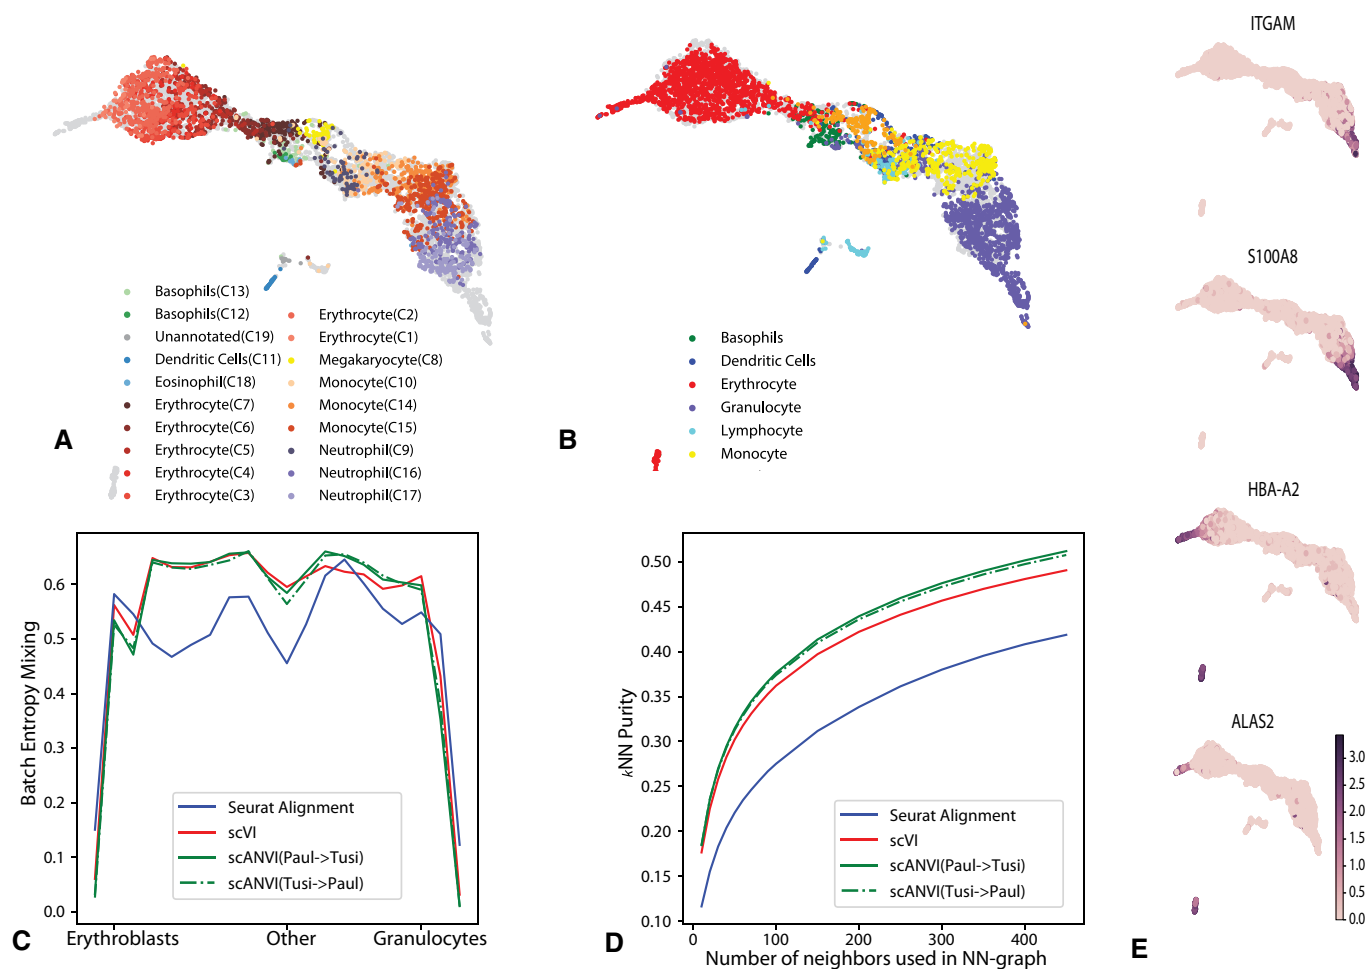 A
Basophils(C13)
Basophils(C12)
Unannotated(C19)
Dendritic Cells(C11)
Eosinophil(C18)
Erythrocyte(C7)
Erythrocyte(C6)
Erythrocyte(C5)
Erythrocyte(C4)
Erythrocyte(C3)
Erythrocyte(C2)
Erythrocyte(C1)
Megakaryocyte(C8)
Monocyte(C10)
Monocyte(C14)
Monocyte(C15)
Neutrophil(C9)
Neutrophil(C16)
Neutrophil(C17)
B
Basophils
Dendritic Cells
Erythrocyte
Granulocyte
Lymphocyte
Monocyte
C
Batch Entropy Mixing
0.6
0.5
0.4
0.3
0.2
0.1
0.0
Seurat Alignment
scVI
scANVI(Paul->Tusi)
scANVI(Tusi->Paul)
Erythroblasts
Other
Granulocytes
D
kNN Purity
0.50
0.45
0.40
0.35
0.30
0.25
0.20
0.15
0.10
Seurat Alignment
scVI
scANVI(Paul->Tusi)
scANVI(Tusi->Paul)
0
100
200
300
400
Number of neighbors used in NN-graph
E
ITGAM
S100A8
HBA-A2
ALAS2
3.0
2.5
2.0
1.5
1.0
0.5
0.0